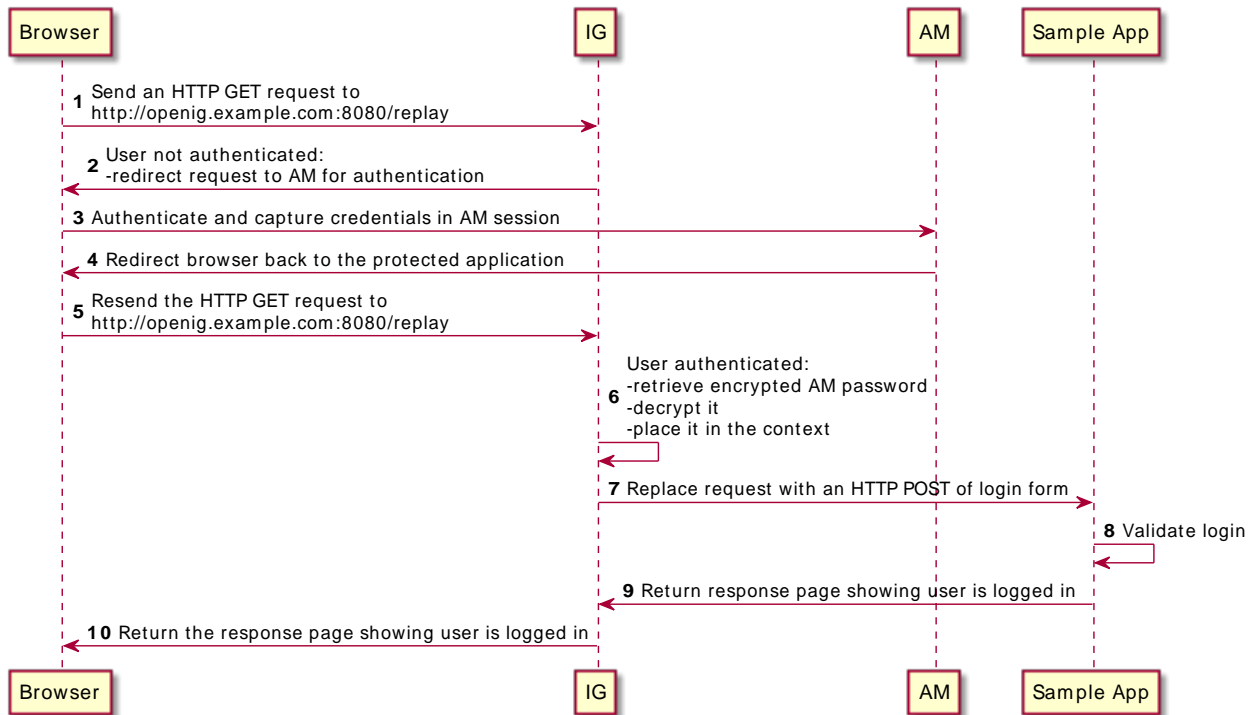 Browser
IG
AM
Sample App
1 Send an HTTP GET request to
http://openig.example.com:8080/replay
2 User not authenticated:
-redirect request to AM for authentication
3 Authenticate and capture credentials in AM session
4 Redirect browser back to the protected application
5 Resend the HTTP GET request to
http://openig.example.com:8080/replay
User authenticated:
-retrieve encrypted AM password
6 -decrypt it
-place it in the context
7 Replace request with an HTTP POST of login form
8 Validate login
9 Return response page showing user is logged in
10 Return the response page showing user is logged in
Browser
IG
AM
Sample App